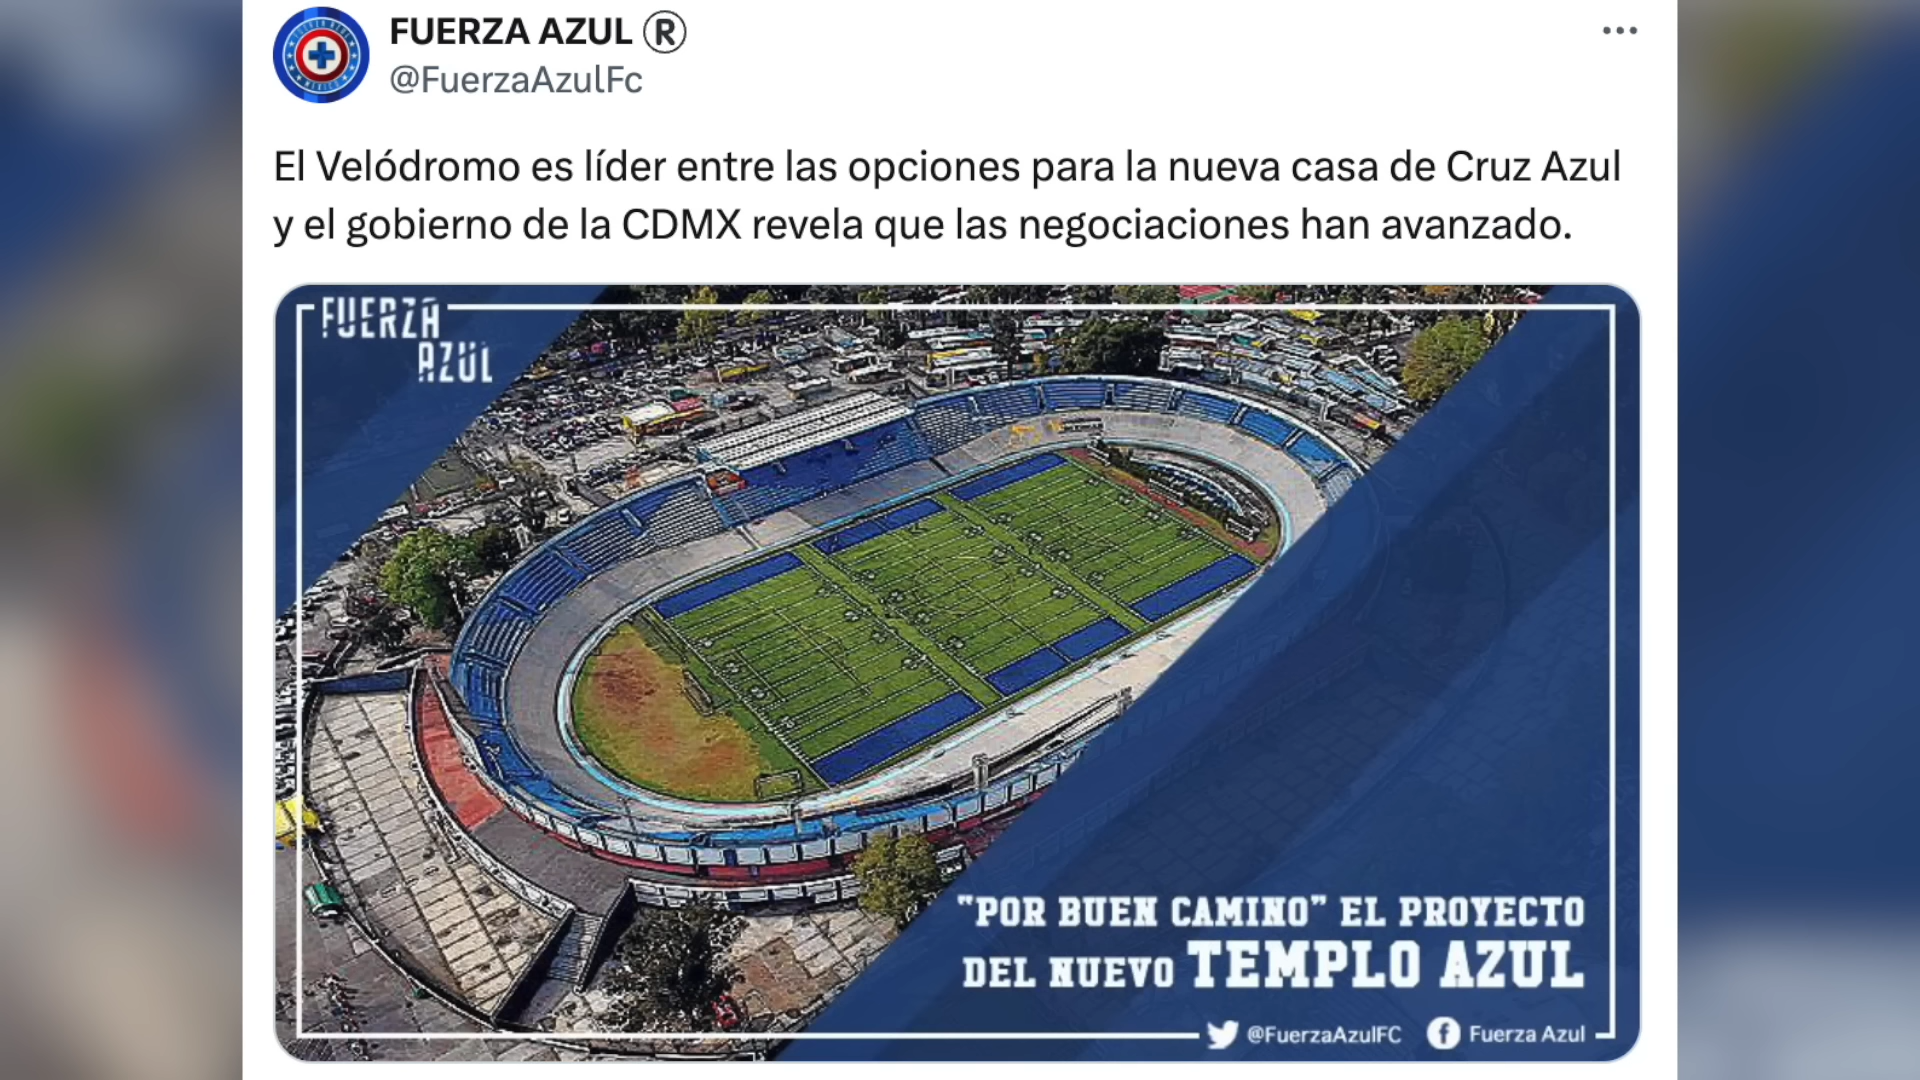 FUERZA AZUL ®
@FuerzaAzulFc
El Velódromo es líder entre las opciones para la nueva casa de Cruz Azul
y el gobierno de la CDMX revela que las negociaciones han avanzado.
FUERZA
AZUL
"POR BUEN CAMINO" EL PROYECTO
DEL NUEVO TEMPLO AZUL
@FuerzaAzulFC Fuerza Azul